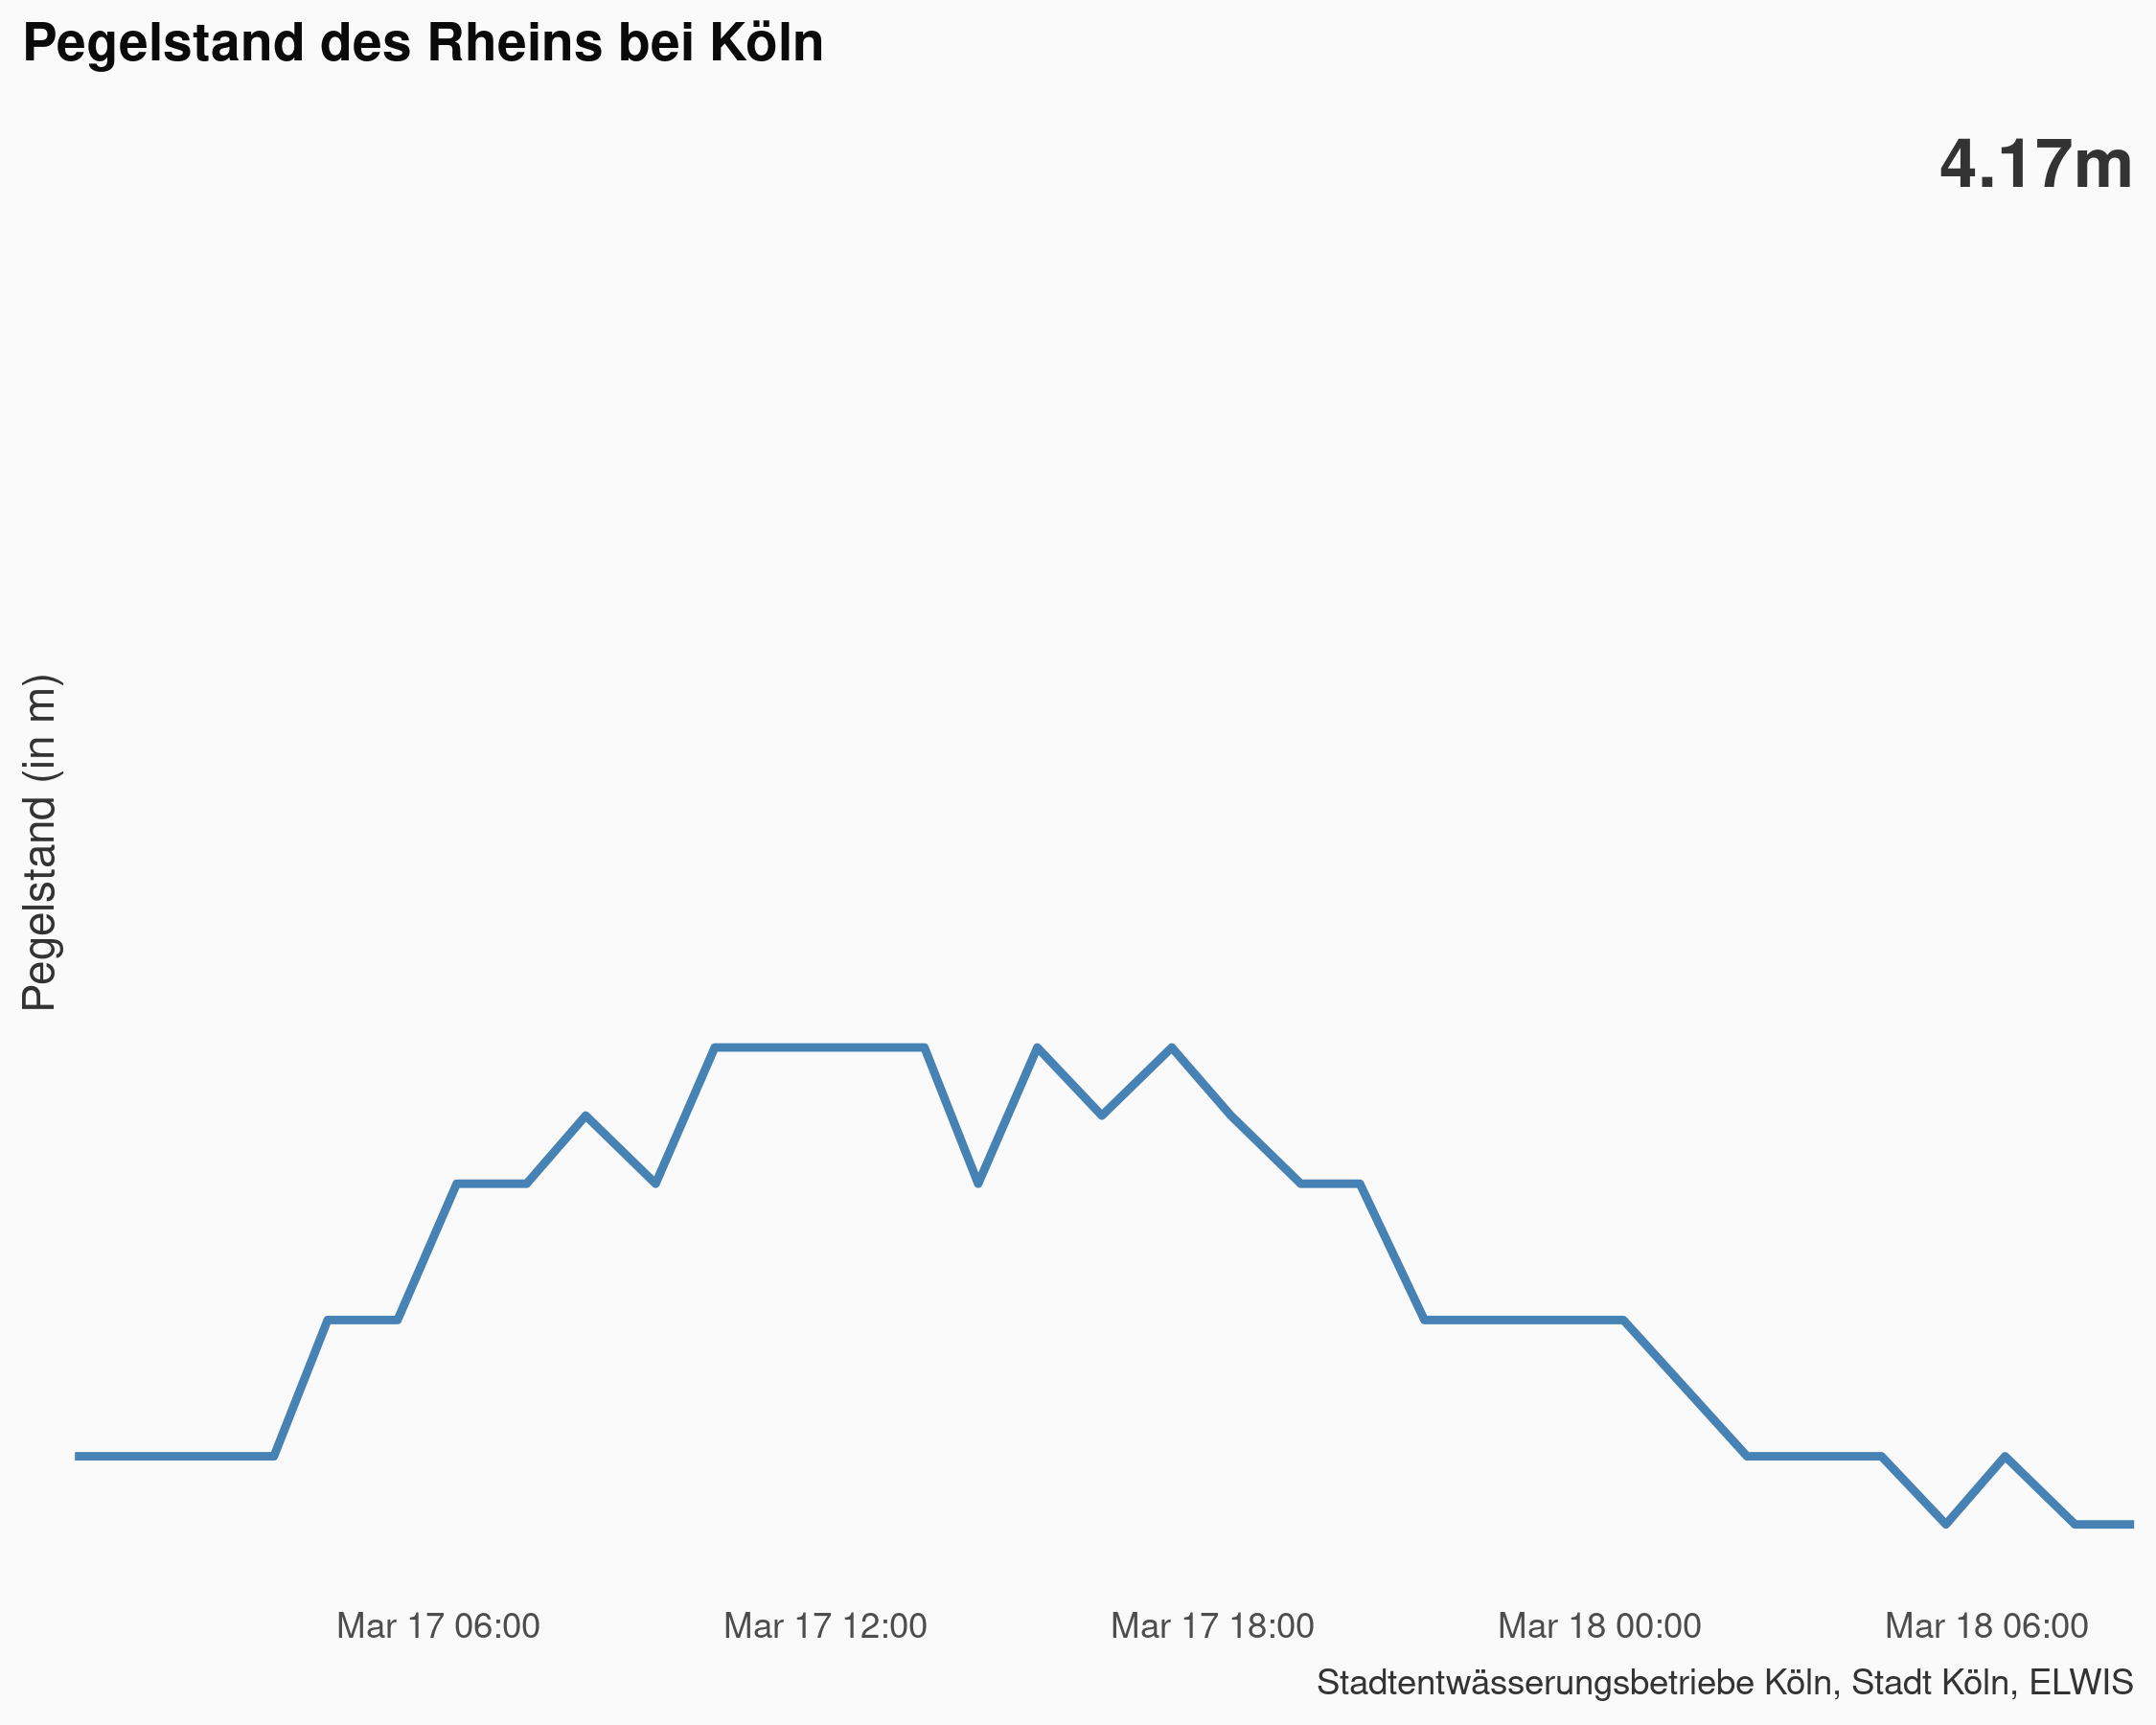 Pegelstand des Rheins bei Köln
4.17m
Pegelstand (in m)
Mar 17 06:00
Mar 17 12:00
Mar 17 18:00
Mar 18 00:00
Mar 18 06:00
Stadtentwässerungsbetriebe Köln, Stadt Köln, ELWIS